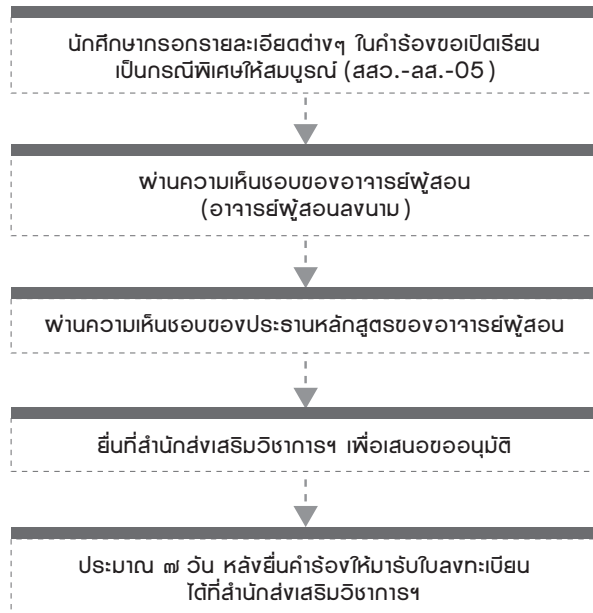 นักศึกษากรอกรายละเอียดต่างๆ ในคำร้องขอเปิดเรียน
เป็นกรณีพิเศษให้สมบูรณ์ (สสว.-ลส.-05)
ผ่านความเห็นชอบของอาจารย์ผู้สอน
(อาจารย์ผู้สอนลงนาม)
ผ่านความเห็นชอบของประธานหลักสูตรของอาจารย์ผู้สอน
ยื่นที่สำนักส่งเสริมวิชาการฯ เพื่อเสนอขออนุมัติ
ประมาณ ๗ วัน หลังยื่นคำร้องให้มารับใบลงทะเบียน
ได้ที่สำนักส่งเสริมวิชาการฯ